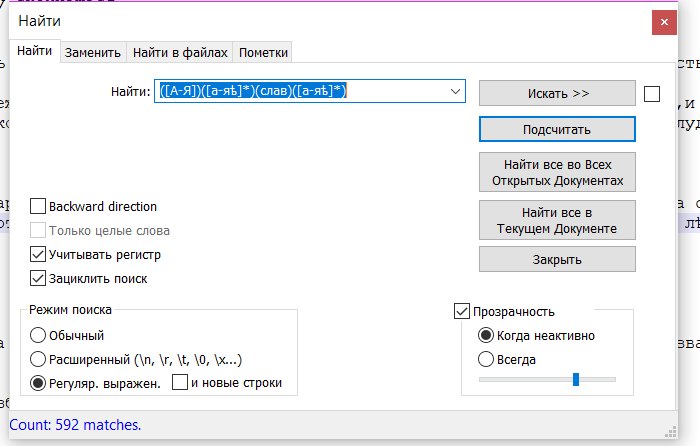 Найти
Найти
Заменить
Найти в файлах
Пометки
Найти:
([А-Я])([а-яѣ]*)(слав)([а-яѣ]*)
Искать >>
Подсчитать
Найти все во Всех
Открытых Документах
Найти все в
Текущем Документе
Закрыть
Backward direction
Только целые слова
Учитывать регистр
Зациклить поиск
Режим поиска
Обычный
Расширенный (\n, \r, \t, \0, \x...)
Регуляр. выражен.
и новые строки
Прозрачность
Когда неактивно
Всегда
Count: 592 matches.